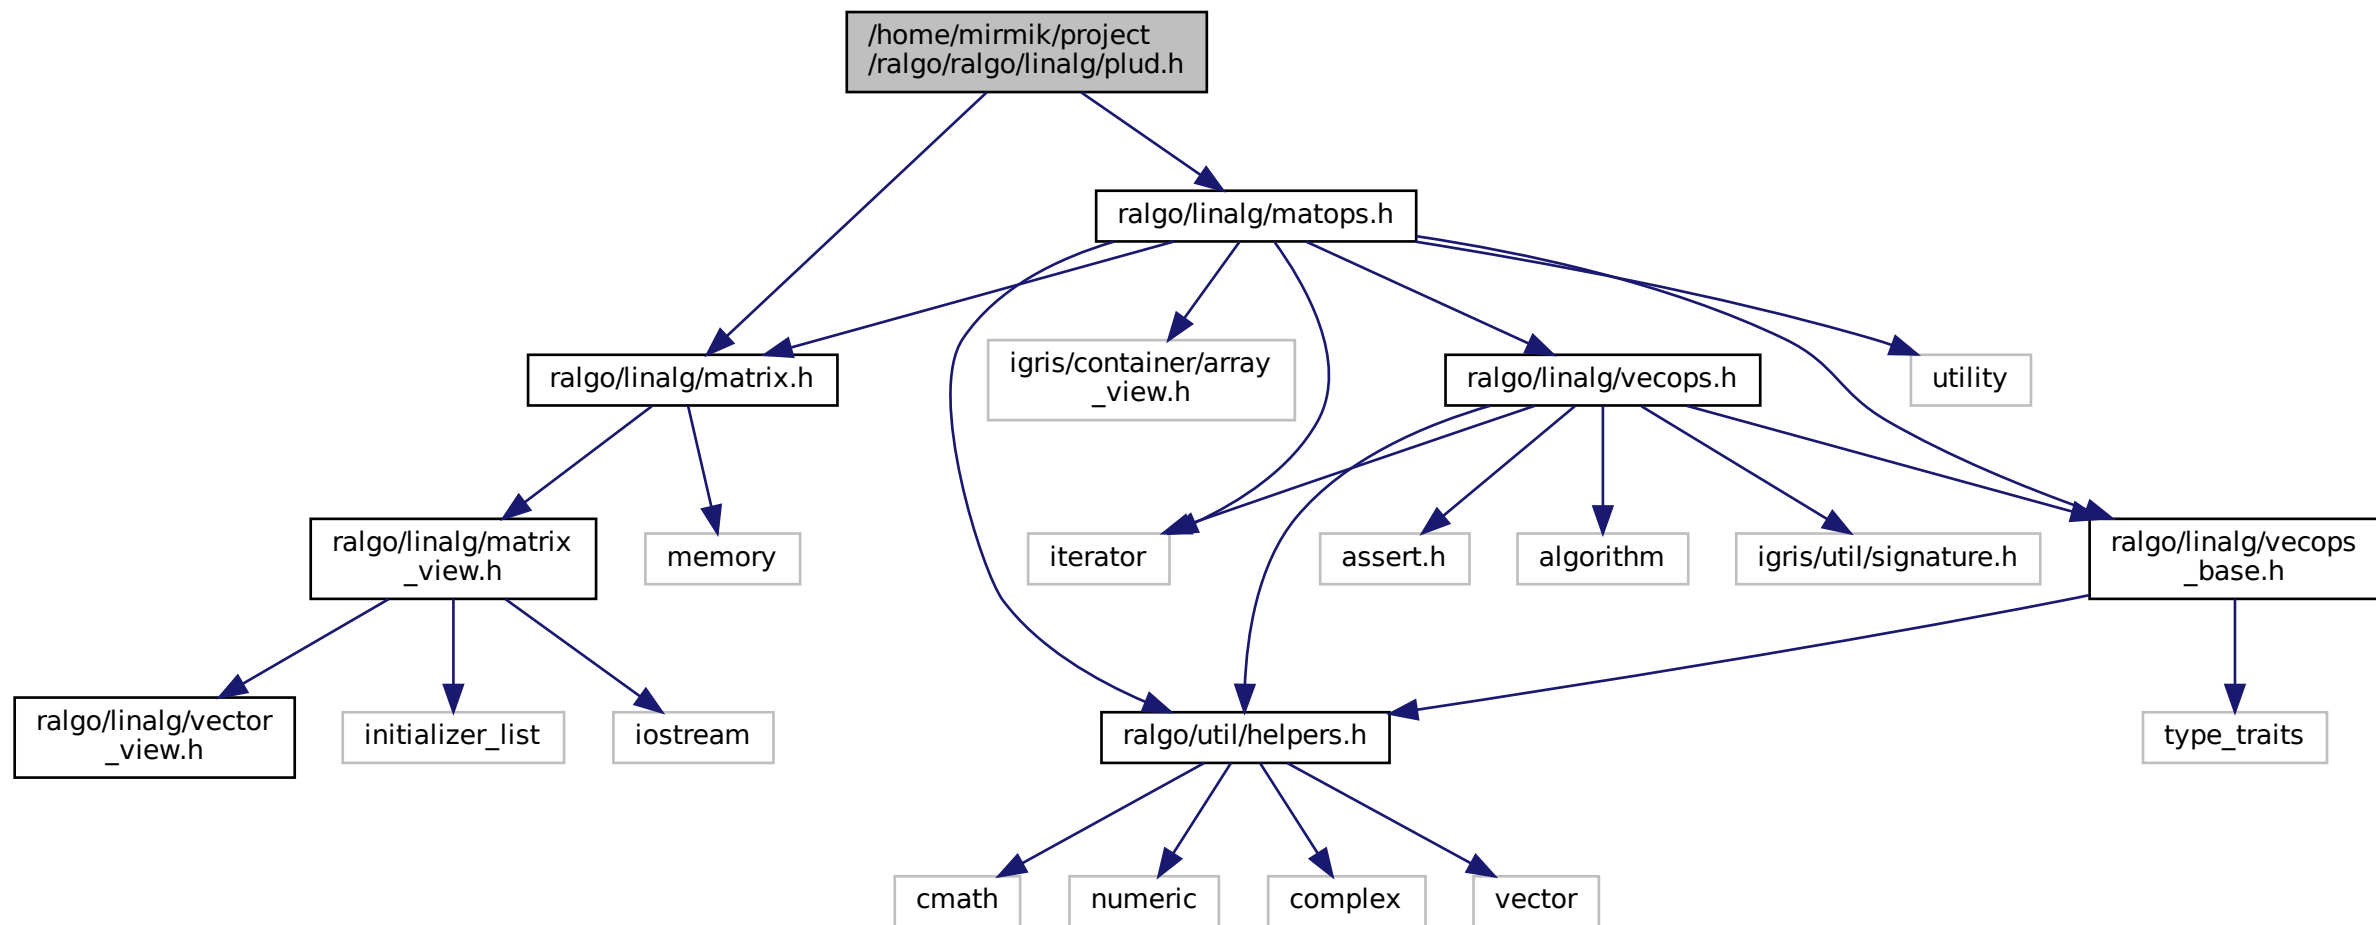 /home/mirmik/project
/ralgo/ralgo/linalg/plud.h
ralgo/linalg/matops.h
ralgo/linalg/matrix.h
igris/container/array
_view.h
ralgo/linalg/vecops.h
utility
ralgo/linalg/matrix
_view.h
memory
iterator
assert.h
algorithm
igris/util/signature.h
ralgo/linalg/vecops
_base.h
ralgo/linalg/vector
_view.h
initializer_list
iostream
ralgo/util/helpers.h
type_traits
cmath
numeric
complex
vector